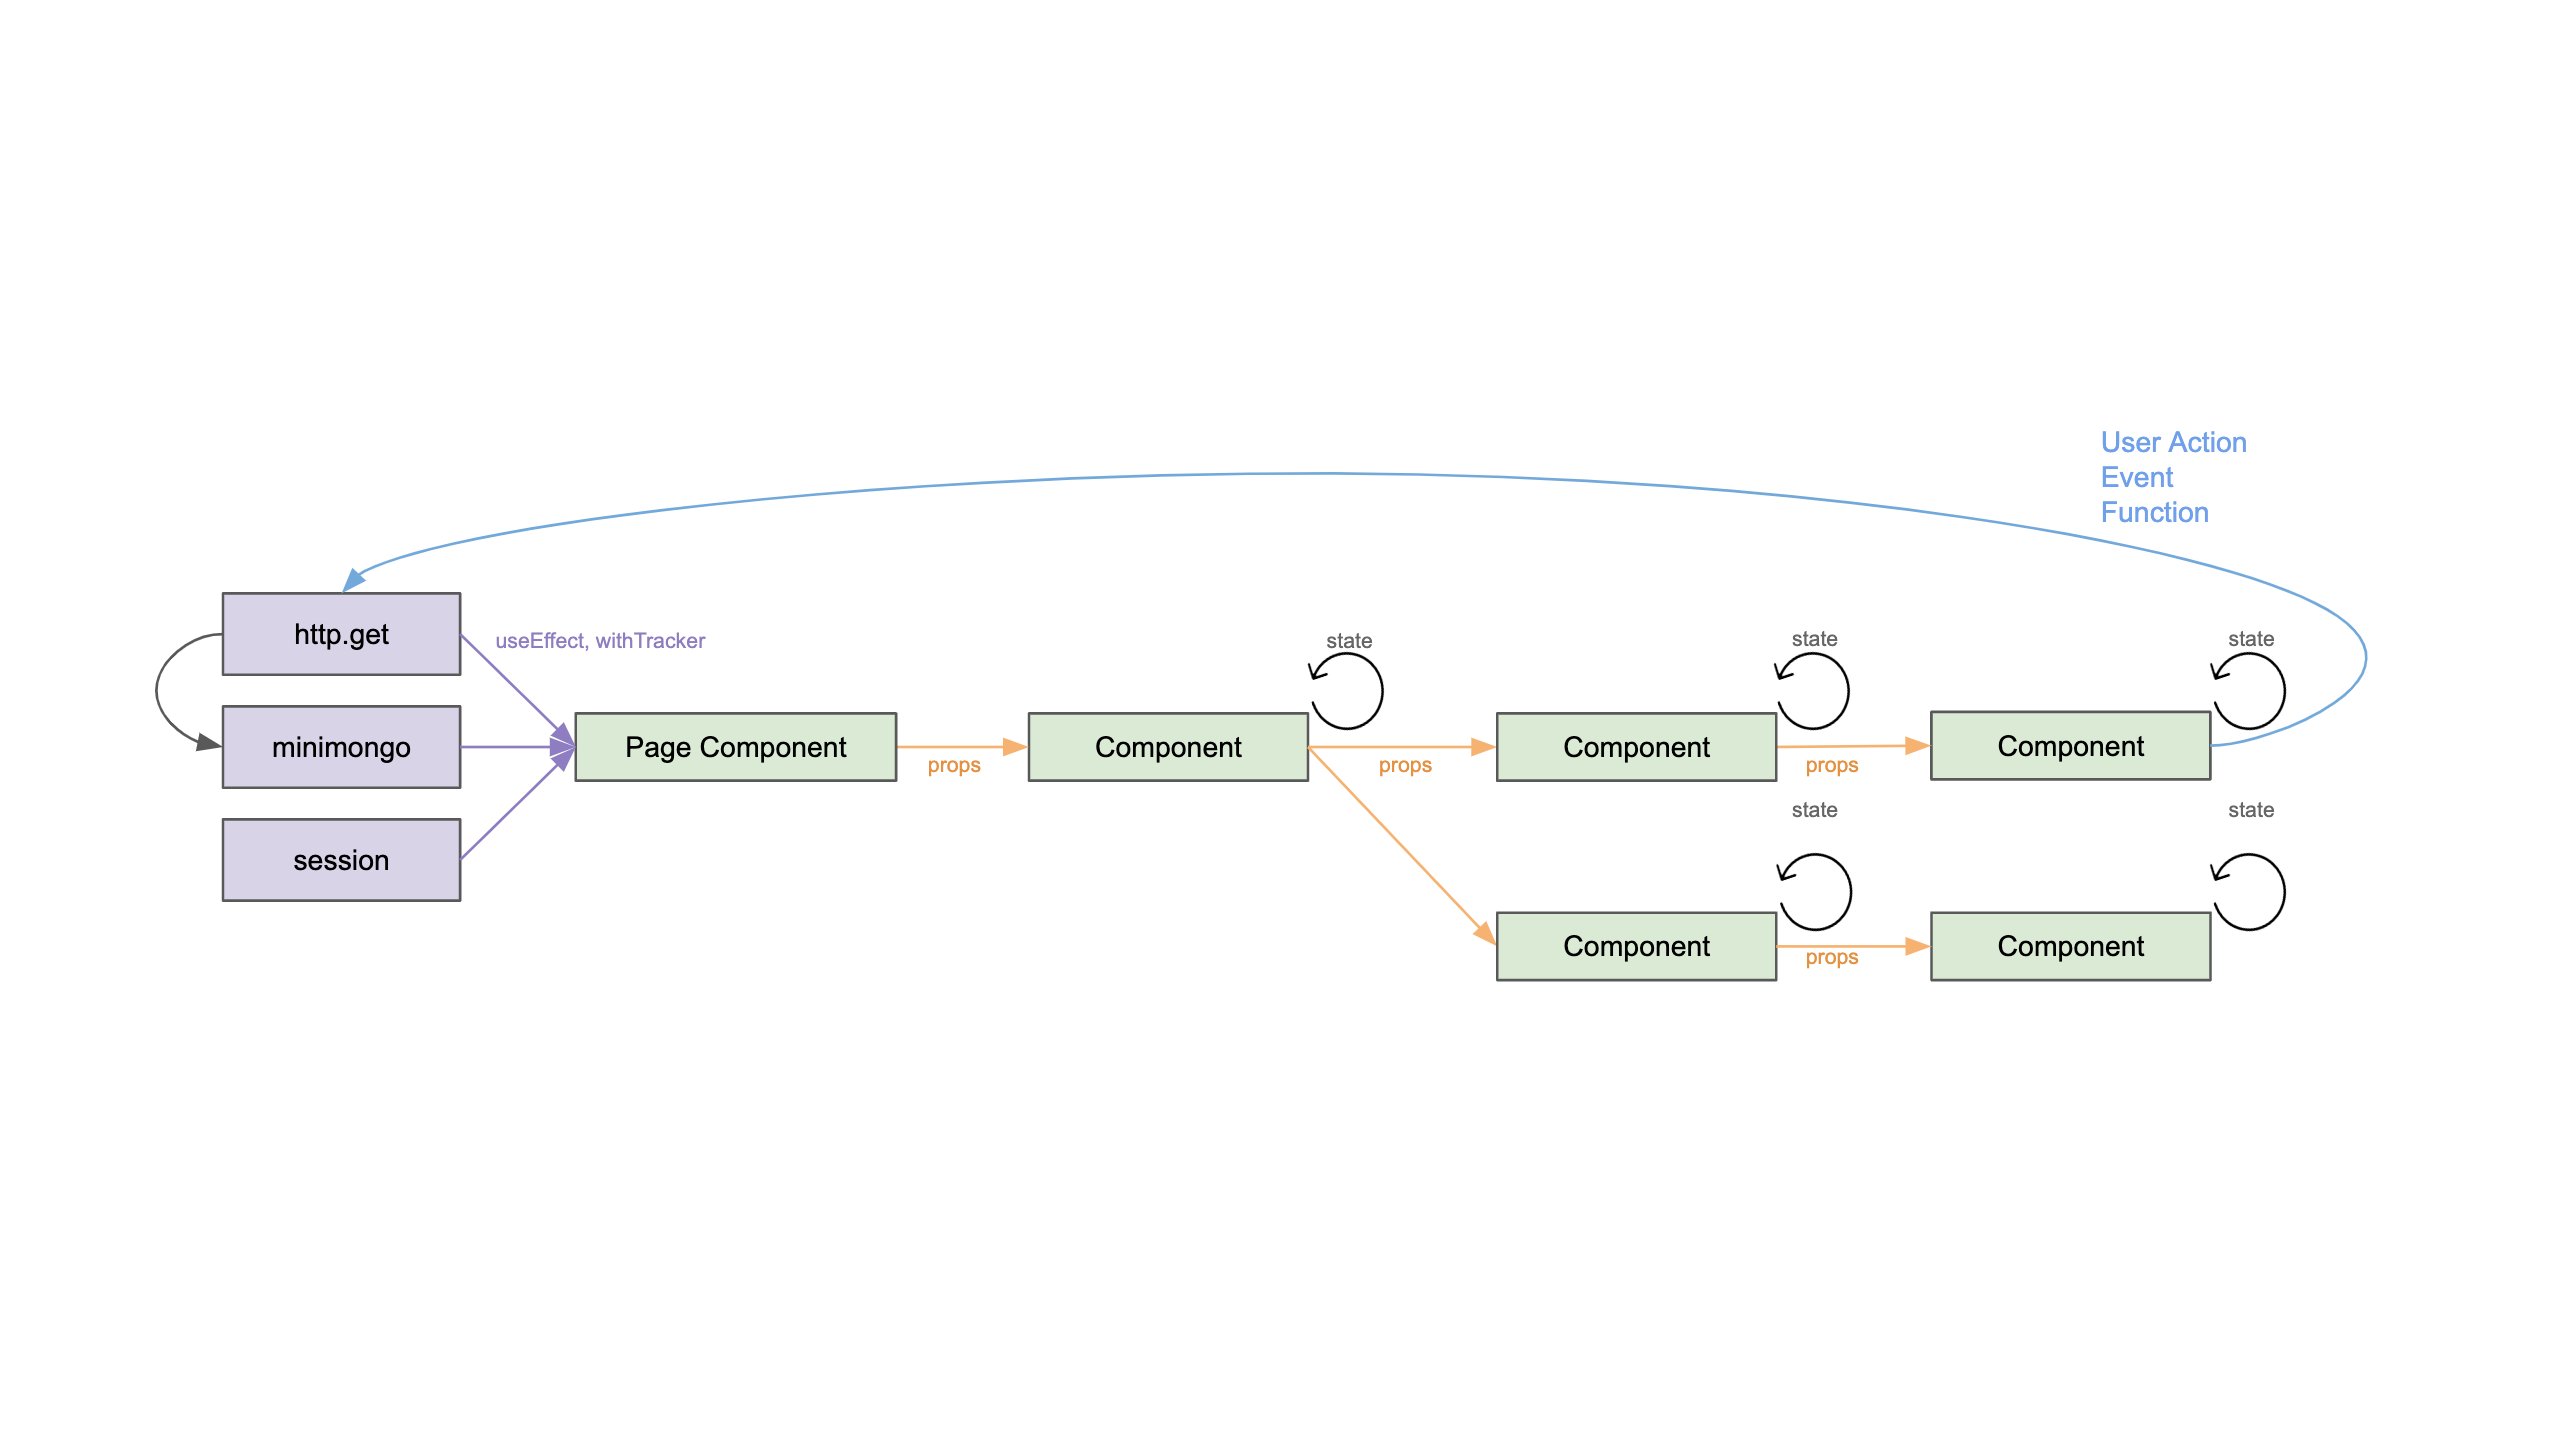 User Action
Event
Function
http.get
useEffect, withTracker
state
state
state
minimongo
Page Component
props
Component
props
Component
props
Component
state
state
session
Component
props
Component